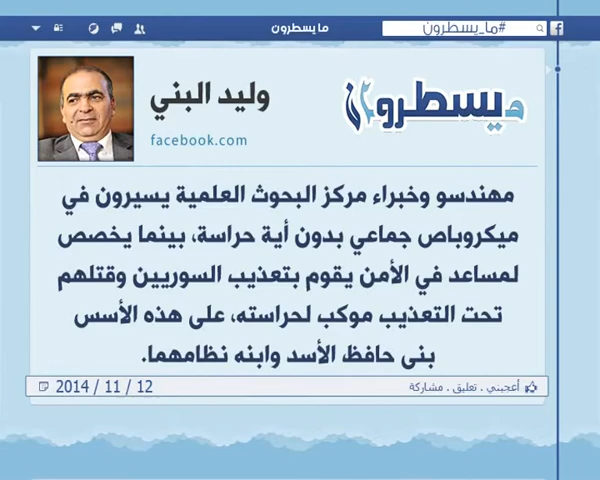 #ما_يسطرون
ما يسطرون
وليد البني
facebook.com
ما يسطرون
مهندسو وخبراء مركز البحوث العلمية يسيرون في
ميكروباص جماعي بدون أية حراسة، بينما يخصص
لمساعد في الأمن يقوم بتعذيب السوريين وقتلهم
تحت التعذيب موكب لحراسته، على هذه الأسس
بنى حافظ الأسد وابنه نظامهما.
أعجبني . تعليق . مشاركة
2014 / 11 / 12